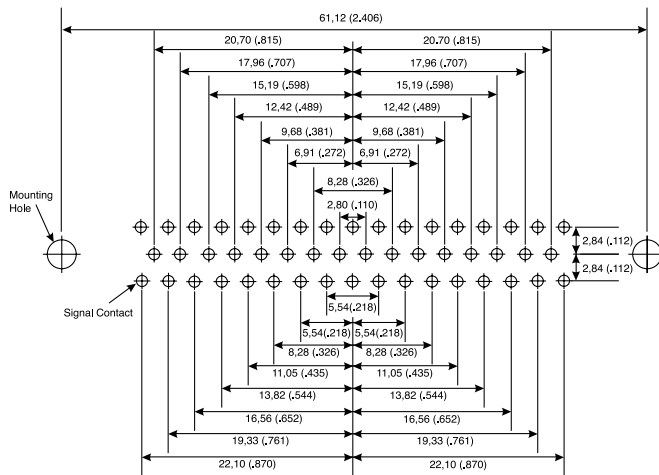 61,12 (2.406)
20,70 (.815) 20.70 (.815)
17,96 (.707) 17,96 (.707)
15,19 (.598) 15,19 (.598)
12,42 (.489) 12,42 (.489)
9,68 (.381) 9,68 (.381)
6,91 (.272) 6,91 (.272)
8,28 (.326)
Mounting
Hole
2,80 (.110)
2,84 (.112)
2,84 (.112)
Signal Contact
5,54(.218)
5,54(.218) 5,54(.218)
8,28 (.326) 8,28 (.326)
11,05 (.435) 11,05 (.435)
13,82 (.544) 13,82 (.544)
16,56 (.652) 16,56 (.652)
19,33 (.761) 19,33 (.761)
22,10 (.870) 22,10 (.870)